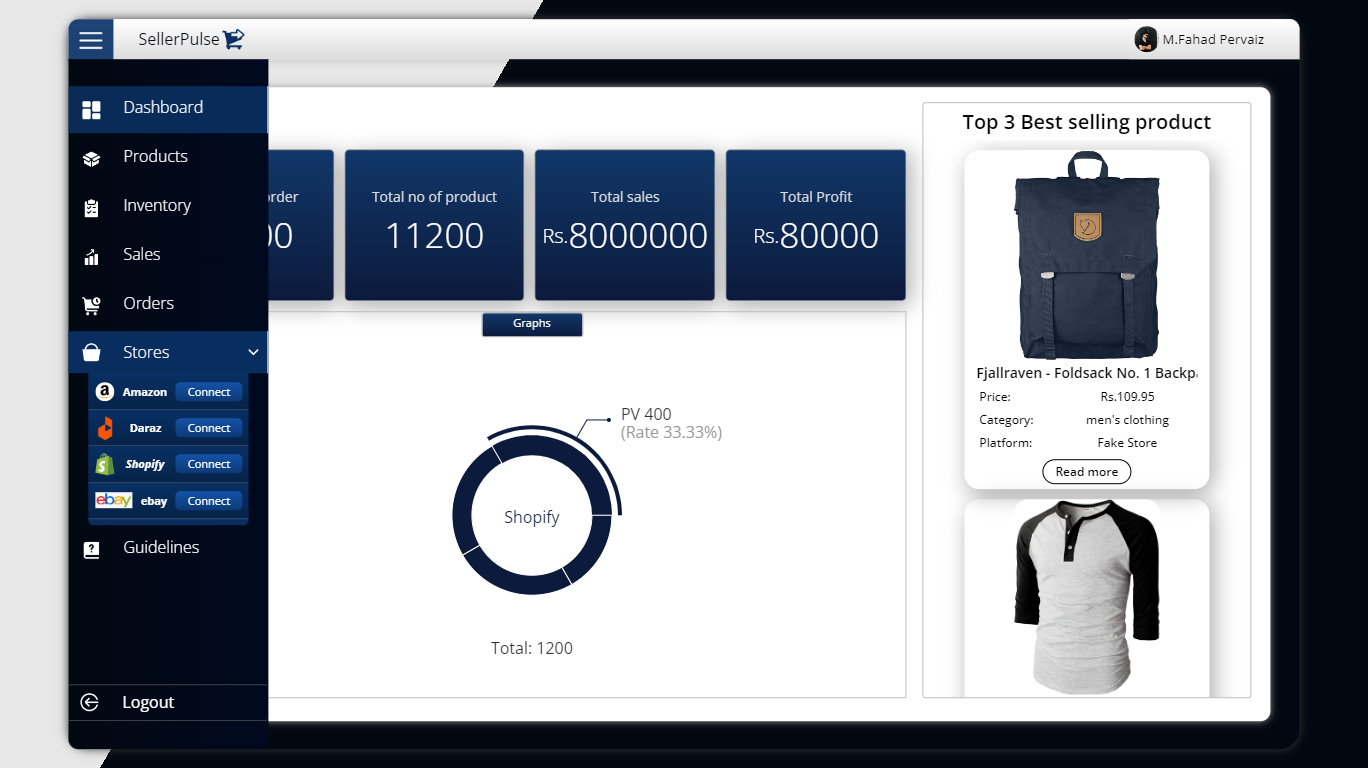 SellerPulse
M.Fahad Pervaiz
Dashboard
Products
Inventory
Sales
Orders
Stores
a Amazon Connect
Daraz Connect
S Shopify Connect
ebay ebay Connect
Guidelines
Logout
Total no of product
11200
Total sales
Rs.8000000
Total Profit
Rs.80000
Graphs
PV 400
(Rate 33.33%)
Shopify
Total: 1200
Top 3 Best selling product
Fjallraven - Foldsack No. 1
Price: Rs.109.95
Category: men's clothing
Platform: Fake Store
Read more